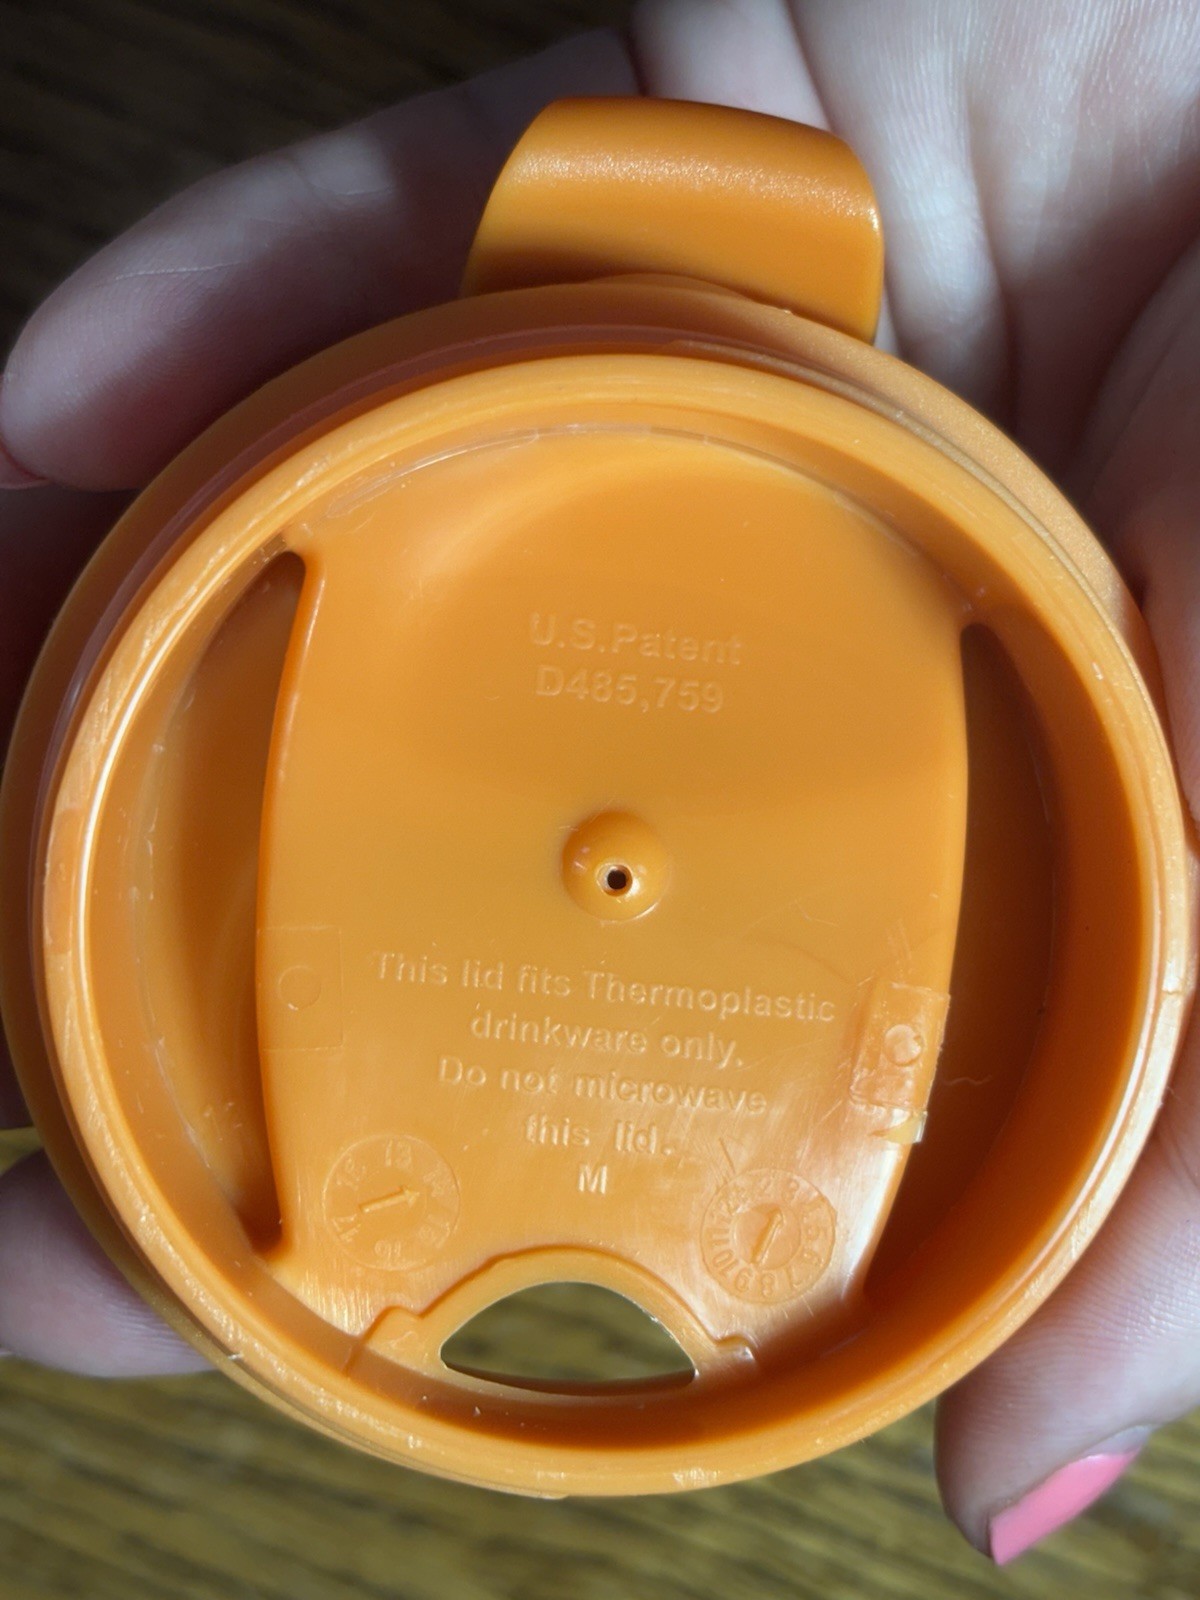 U.S.Patent
D485,759
This lid fits Thermoplastic
drinkware only.
Do not microwave
this lid.
M